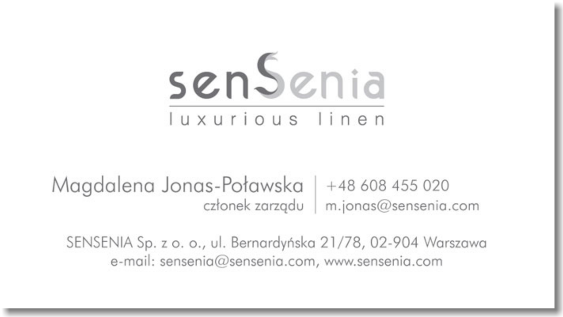 senSenia
luxurious linen
Magdalena Jonas-Poławska
członek zarządu
+48 608 455 020
m.jonas@sensenia.com
SENSENIA Sp. z o. o., ul. Bernardyńska 21/78, 02-904 Warszawa
e-mail: sensenia@sensenia.com, www.sensenia.com